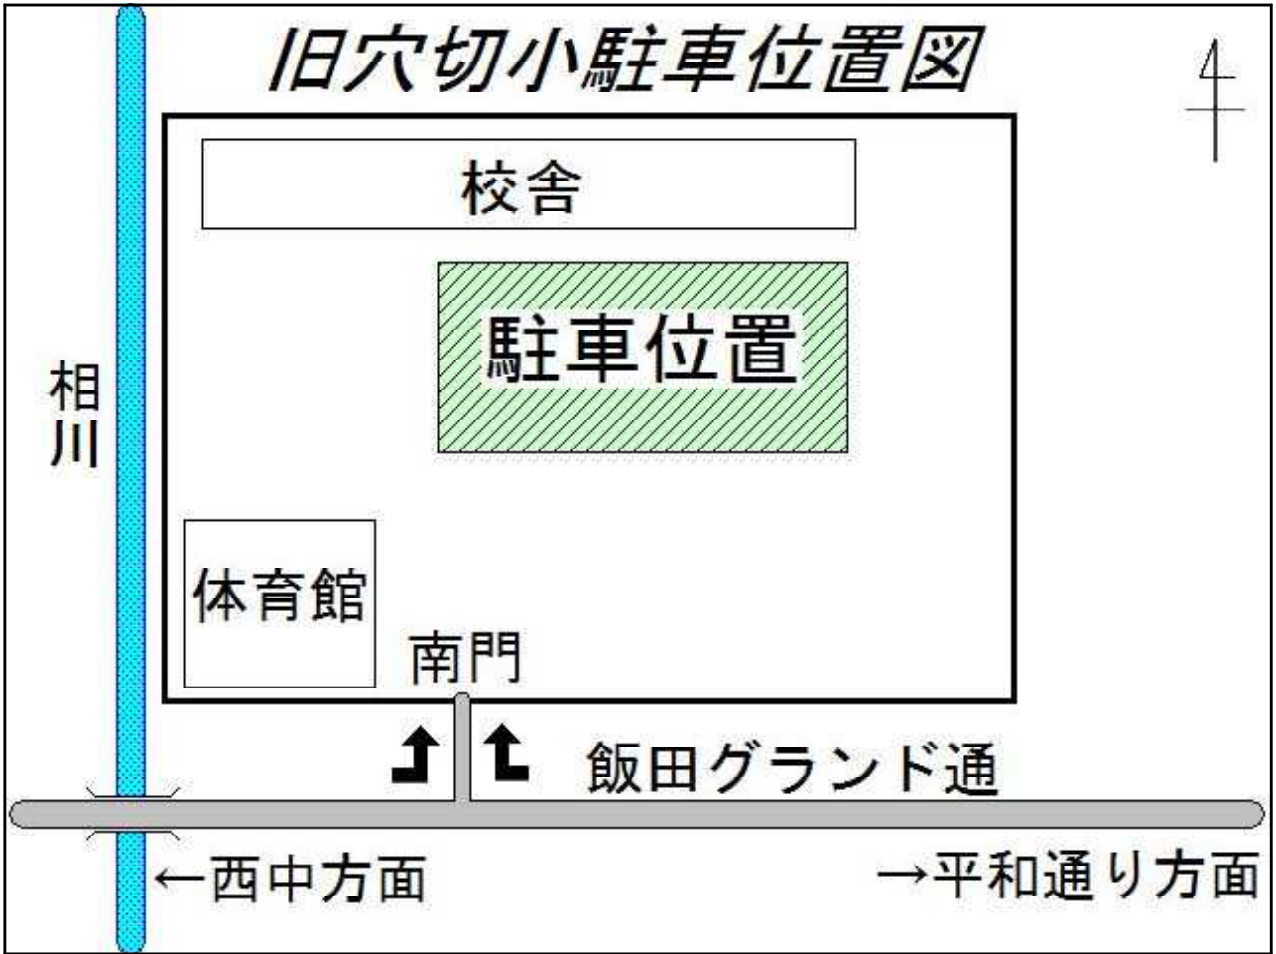 旧穴切小駐車位置図
校舎
駐車位置
相川
体育館
南門
飯田グランド通
←西中方面
→平和通り方面